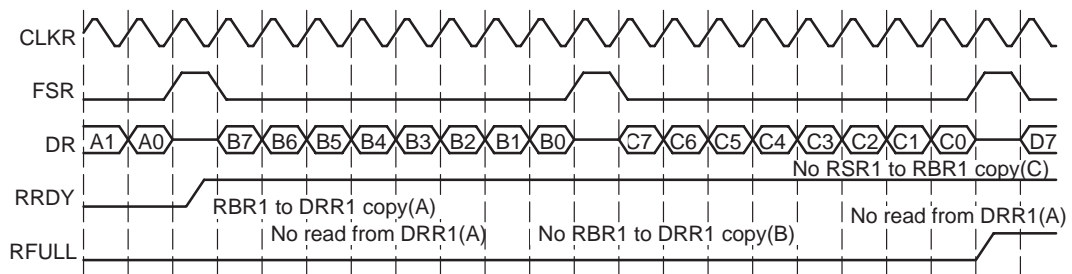 CLKR
FSR
DR A1 A0 B7 B6 B5 B4 B3 B2 B1 B0 C7 C6 C5 C4 C3 C2 C1 C0 D7
No RSR1 to RBR1 copy(C)
RRDY
RBR1 to DRR1 copy(A)
No read from DRR1(A)
No read from DRR1(A) No RBR1 to DRR1 copy(B)
RFULL